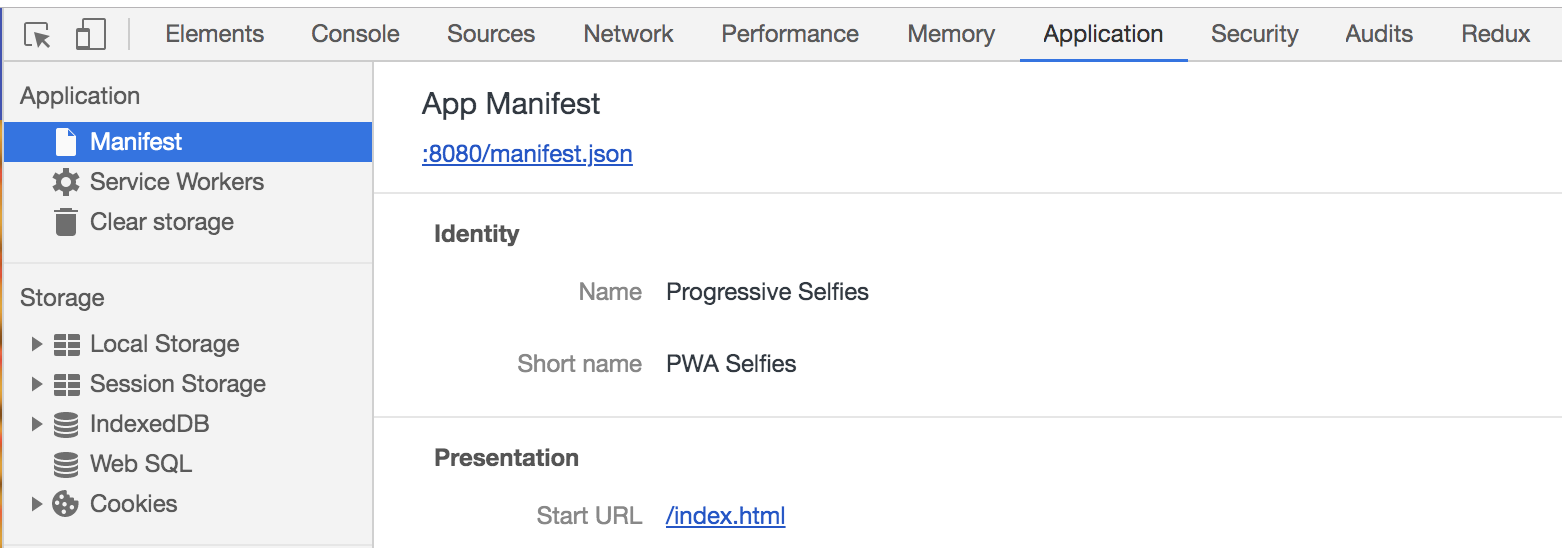 Elements Console Sources Network Performance Memory Application Security Audits Redux
Application
Manifest
Service Workers
Clear storage
Storage
Local Storage
Session Storage
IndexedDB
Web SQL
Cookies
App Manifest
:8080/manifest.json
Identity
Name Progressive Selfies
Short name PWA Selfies
Presentation
Start URL /index.html